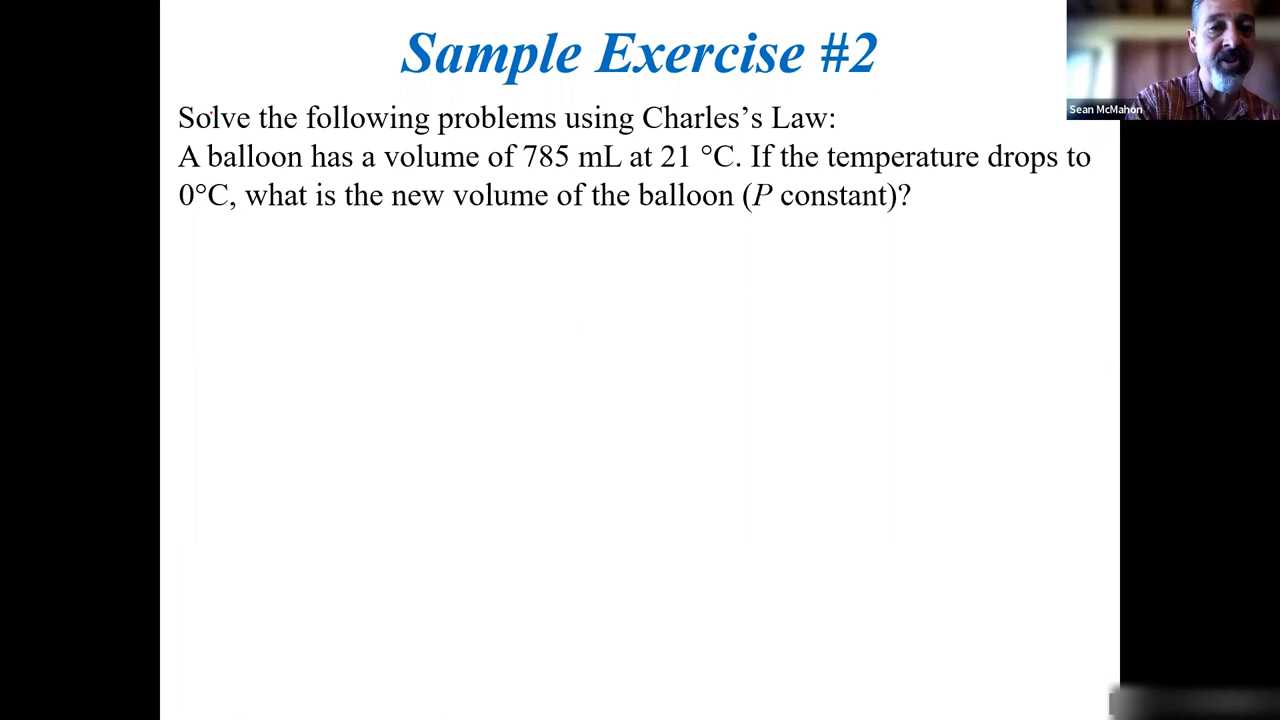 Sample Exercise #2
Sean McMahon
Solve the following problems using Charles’s Law:
A balloon has a volume of 785 mL at 21 °C. If the temperature drops to
0°C, what is the new volume of the balloon (P constant)?